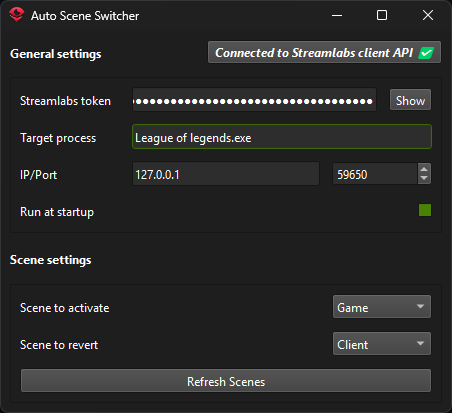 Auto Scene Switcher
General settings
Connected to Streamlabs client API
Streamlabs token
●●●●●●●●●●●●●●●●●●●●●●●●●●●●●● Show
Target process
League of legends.exe
IP/Port
127.0.0.1
59650
Run at startup
Scene settings
Scene to activate
Game
Scene to revert
Client
Refresh Scenes